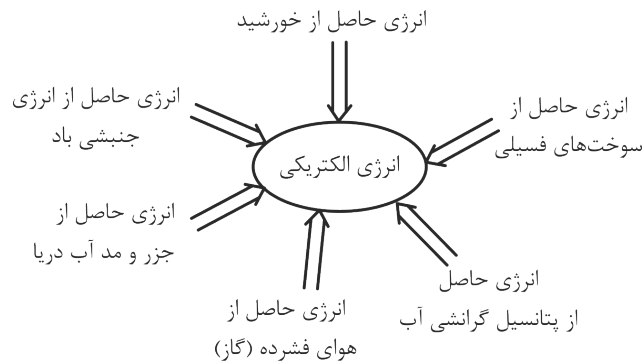 انرژی حاصل از خورشید
انرژی حاصل از
سوخت‌های فسیلی
انرژی حاصل از انرژی
جنبشی باد
انرژی الکتریکی
انرژی حاصل از
جزر و مد آب دریا
انرژی حاصل
از پتانسیل گرانشی آب
انرژی حاصل از
هوای فشرده (گاز)